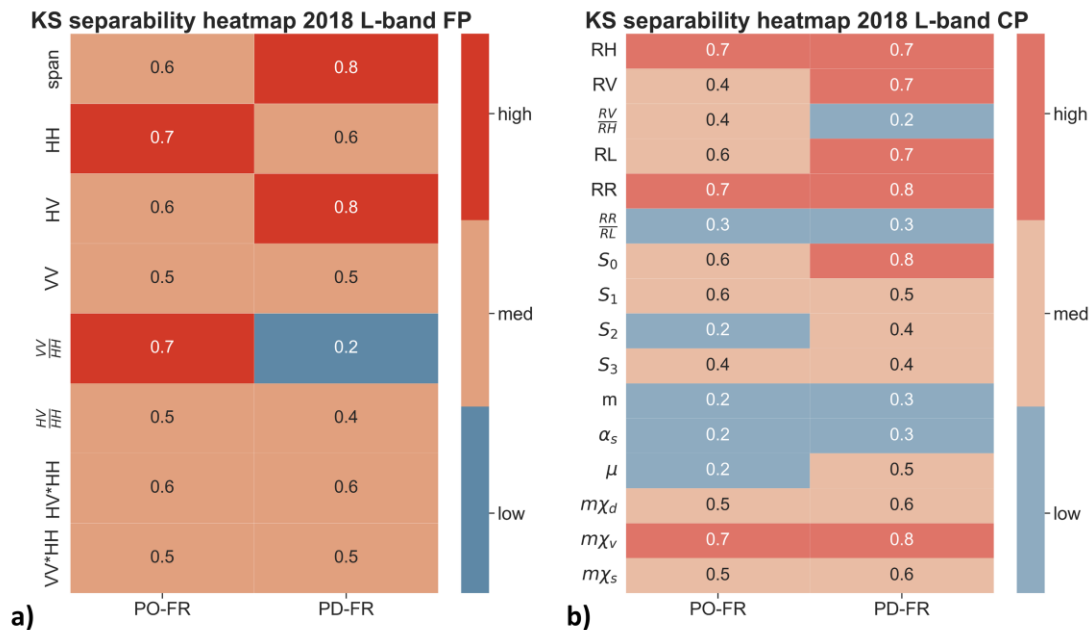 KS separability heatmap 2018 L-band FP
span 0.6 0.8 high
HH 0.7 0.6
HV 0.6 0.8
VV 0.5 0.5 med
VV/HH 0.7 0.2
HV/HH 0.5 0.4
HV*HH 0.6 0.6 low
VV*HH 0.5 0.5
PO-FR PD-FR
a)
KS separability heatmap 2018 L-band CP
RH 0.7 0.7
RV 0.4 0.7
RV/RH 0.4 0.2 high
RL 0.6 0.7
RR 0.7 0.8
RR/RL 0.3 0.3
S₀ 0.6 0.8
S₁ 0.6 0.5
S₂ 0.2 0.4 med
S₃ 0.4 0.4
m 0.2 0.3
αₛ 0.2 0.3
μ 0.2 0.5
mχ_d 0.5 0.6 low
mχ_v 0.7 0.8
mχ_s 0.5 0.6
PO-FR PD-FR
b)